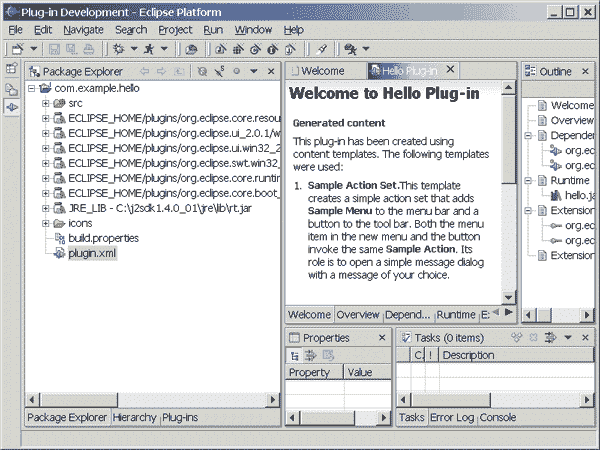 Plug-in Development - Eclipse Platform
File Edit Navigate Search Project Run Window Help
Package Explorer
com.example.hello
src
ECLIPSE_HOME/plugins/org.eclipse.core.resou
ECLIPSE_HOME/plugins/org.eclipse.ui_2.0.1/w
ECLIPSE_HOME/plugins/org.eclipse.ui.win32_2
ECLIPSE_HOME/plugins/org.eclipse.swt.win32_
ECLIPSE_HOME/plugins/org.eclipse.core.runtin
ECLIPSE_HOME/plugins/org.eclipse.core.boot_
JRE_LIB - C:\j2sdk1.4.0_01\jre\lib\rt.jar
icons
build.properties
plugin.xml
Package Explorer Hierarchy Plug-ins
Welcome Hello Plug-in
Welcome to Hello Plug-in
Generated content
This plug-in has been created using
content templates. The following templates
were used:
1. Sample Action Set.This template
creates a simple action set that adds
Sample Menu to the menu bar and a
button to the tool bar. Both the menu
item in the new menu and the button
invoke the same Sample Action. Its
role is to open a simple message dialog
with a message of your choice.
Welcome Overview Depend... Runtime E:
Outline
Welcome
Overview
Depender
org.ec
org.ec
Runtime
hello.ja
Extension
org.ec
org.ec
Extension
Properties
Property Value
Tasks (0 items)
C. ! Description
Tasks Error Log Console